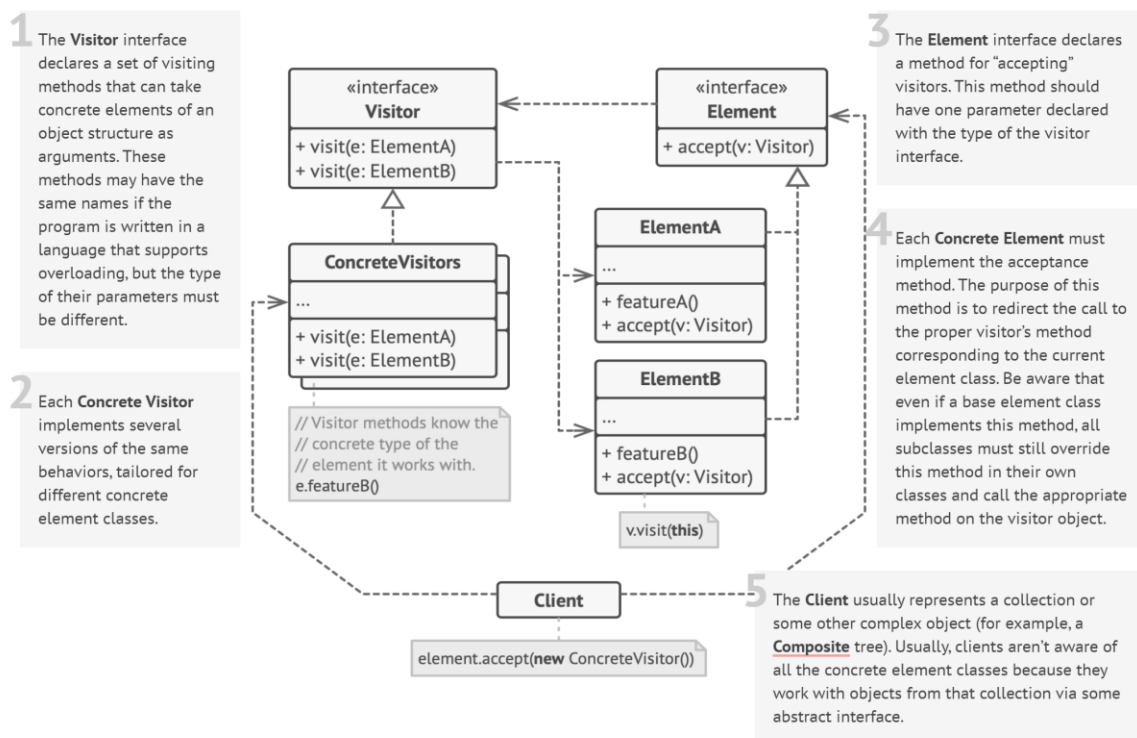 1
The Visitor interface
declares a set of visiting
methods that can take
concrete elements of an
object structure as
arguments. These
methods may have the
same names if the
program is written in a
language that supports
overloading, but the type
of their parameters must
be different.
2
Each Concrete Visitor
implements several
versions of the same
behaviors, tailored for
different concrete
element classes.
«interface»
Visitor
+ visit(e: ElementA)
+ visit(e: ElementB)
ConcreteVisitors
...
+ visit(e: ElementA)
+ visit(e: ElementB)
// Visitor methods know the
// concrete type of the
// element it works with.
e.featureB()
«interface»
Element
+ accept(v: Visitor)
ElementA
...
+ featureA()
+ accept(v: Visitor)
ElementB
...
+ featureB()
+ accept(v: Visitor)
v.visit(this)
Client
element.accept(new ConcreteVisitor())
3
The Element interface declares
a method for “accepting”
visitors. This method should
have one parameter declared
with the type of the visitor
interface.
4
Each Concrete Element must
implement the acceptance
method. The purpose of this
method is to redirect the call to
the proper visitor’s method
corresponding to the current
element class. Be aware that
even if a base element class
implements this method, all
subclasses must still override
this method in their own
classes and call the appropriate
method on the visitor object.
5
The Client usually represents a collection or
some other complex object (for example, a
Composite tree). Usually, clients aren’t aware of
all the concrete element classes because they
work with objects from that collection via some
abstract interface.